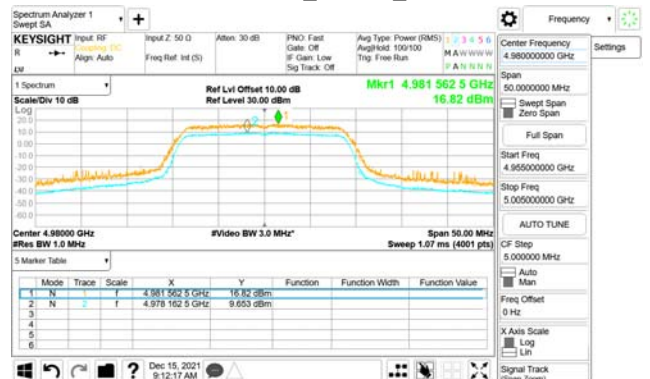 Spectrum Analyzer 1
Swept SA
Frequency
KEYSIGHT Input: RF Input Z: 50 Ω Atten: 30 dB PNO: Fast Avg Type: Power (RMS) 1 2 3 4 5 6
R Coupling: DC Gate: Off Avg|Hold: 100/100 M A W W W W
Align: Auto Freq Ref: Int (S) IF Gain: Low Trig: Free Run
Sig Track: Off P A N N N N
1 Spectrum Ref Lvl Offset 10.00 dB Mkr1 4.981 562 5 GHz
Scale/Div 10 dB Ref Level 30.00 dBm 16.82 dBm
Log
20.0
10.0
0.00
-10.0
-20.0
-30.0
-40.0
-50.0
-60.0
2
1
Center 4.98000 GHz #Video BW 3.0 MHz* Span 50.00 MHz
#Res BW 1.0 MHz Sweep 1.07 ms (4001 pts)
5 Marker Table
Mode Trace Scale X Y Function Function Width Function Value
1 N 1 f 4.981 562 5 GHz 16.82 dBm
2 N 2 f 4.978 162 5 GHz 9.653 dBm
3
4
5
6
?
Dec 15, 2021
9:12:17 AM
Center Frequency
4.980000000 GHz
Settings
Span
50.0000000 MHz
Swept Span
Zero Span
Full Span
Start Freq
4.955000000 GHz
Stop Freq
5.005000000 GHz
AUTO TUNE
CF Step
5.000000 MHz
Auto
Man
Freq Offset
0 Hz
X Axis Scale
Log
Lin
Signal Track
(Span Zoom)